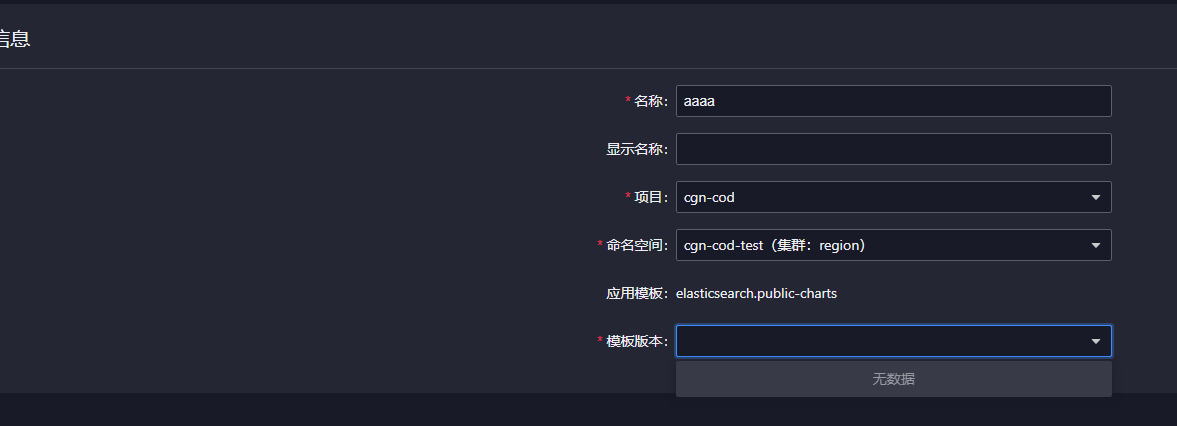 信息
* 名称： aaaa
显示名称：
* 项目： cgn-cod
* 命名空间： cgn-cod-test（集群：region）
应用模板： elasticsearch.public-charts
* 模板版本：
无数据